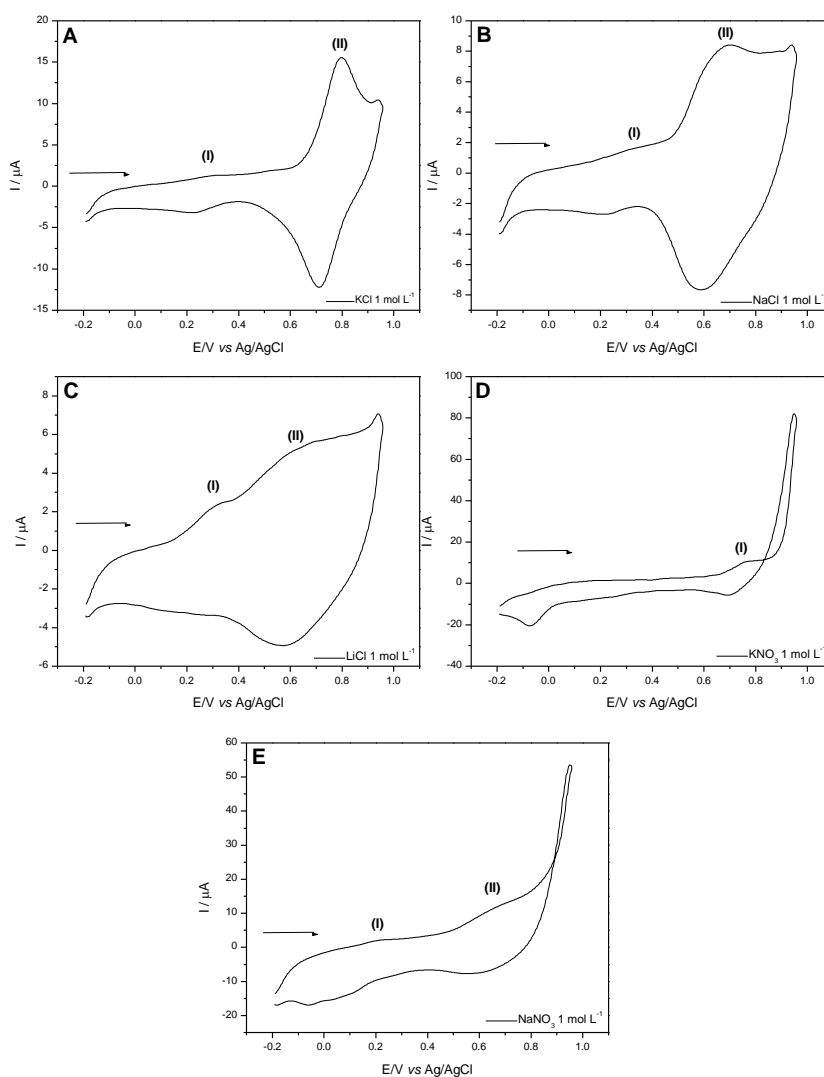 A
(II)
(I)
I / µA
20
15
10
5
0
-5
-10
-15
-0.2 0.0 0.2 0.4 0.6 0.8 1.0
KCl 1 mol L⁻¹
E/V vs Ag/AgCl
B
(II)
(I)
I / µA
10
8
6
4
2
0
-2
-4
-6
-8
-0.2 0.0 0.2 0.4 0.6 0.8 1.0
NaCl 1 mol L⁻¹
E/V vs Ag/AgCl
C
(II)
(I)
I / µA
8
6
4
2
0
-2
-4
-6
-0.2 0.0 0.2 0.4 0.6 0.8 1.0
LiCl 1 mol L⁻¹
E/V vs Ag/AgCl
D
(I)
I / µA
100
80
60
40
20
0
-20
-40
-0.2 0.0 0.2 0.4 0.6 0.8 1.0
KNO₃ 1 mol L⁻¹
E/V vs Ag/AgCl
E
(II)
(I)
I / µA
60
50
40
30
20
10
0
-10
-20
-0.2 0.0 0.2 0.4 0.6 0.8 1.0
NaNO₃ 1 mol L⁻¹
E/V vs Ag/AgCl